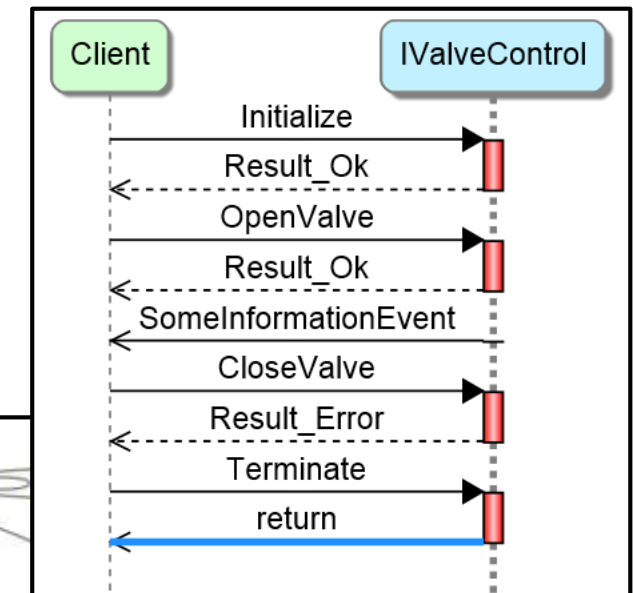 Client
IValveControl
Initialize
Result_Ok
OpenValve
Result_Ok
SomeInformationEvent
CloseValve
Result_Error
Terminate
return